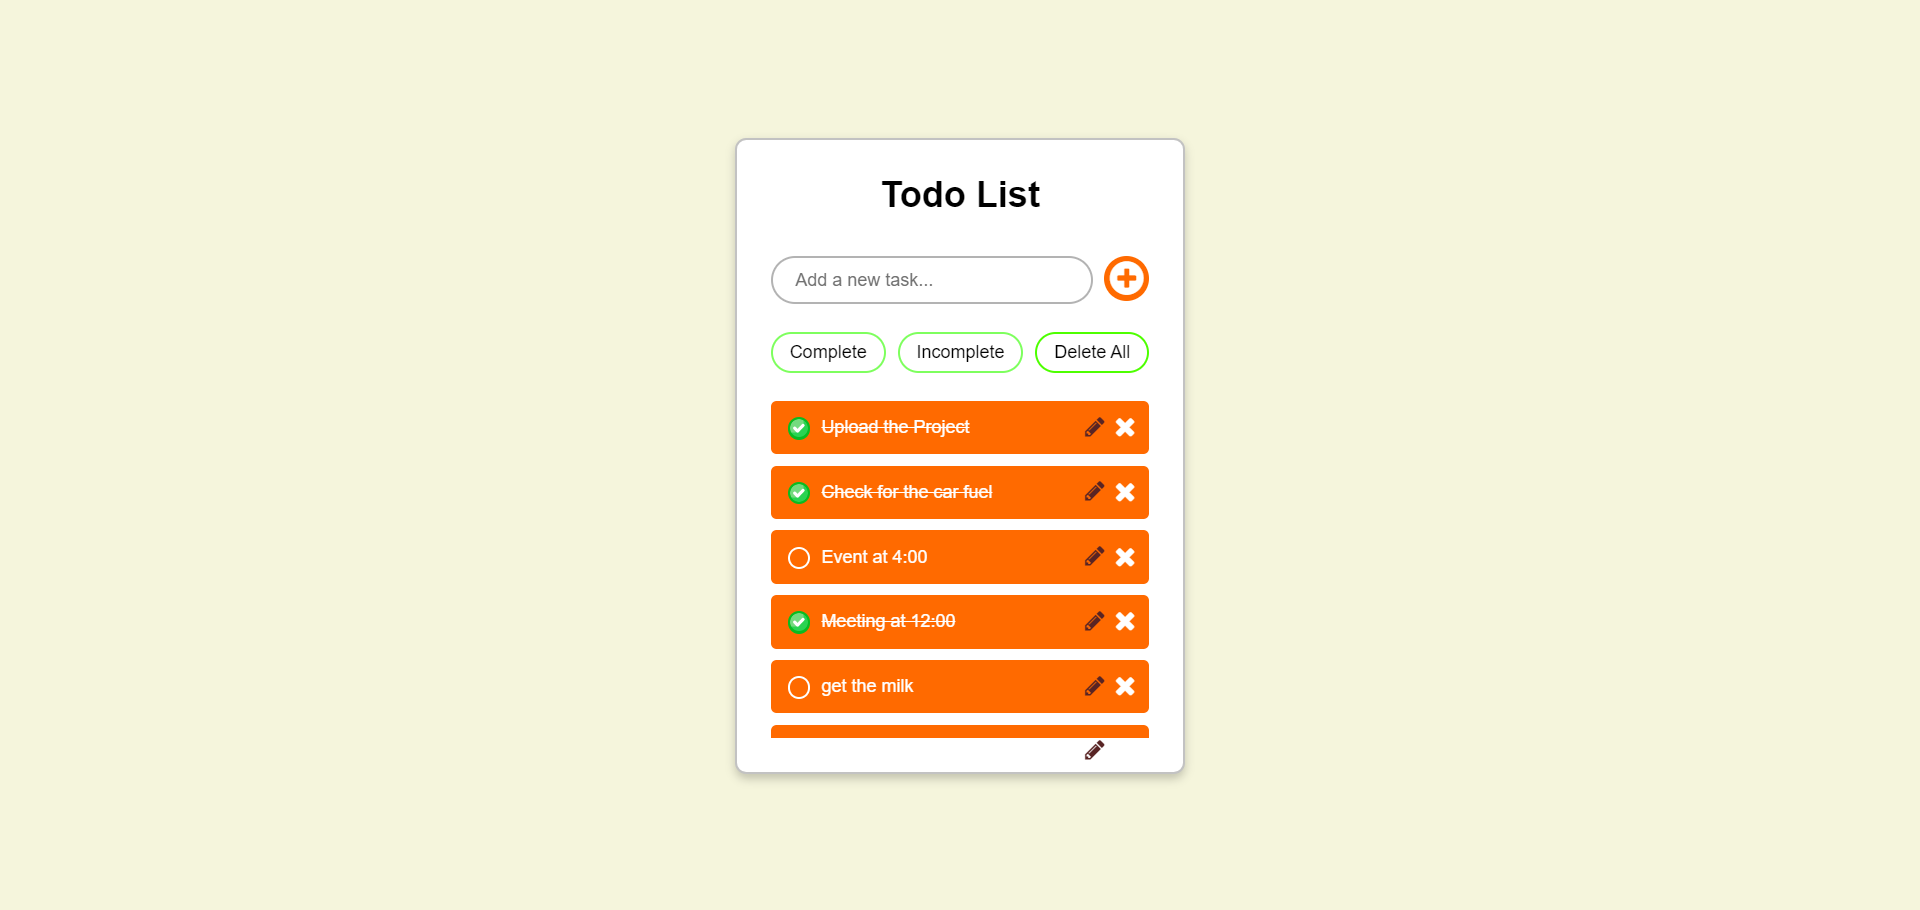 Todo List
Add a new task...
Complete Incomplete Delete All
Upload the Project
Check for the car fuel
Event at 4:00
Meeting at 12:00
get the milk